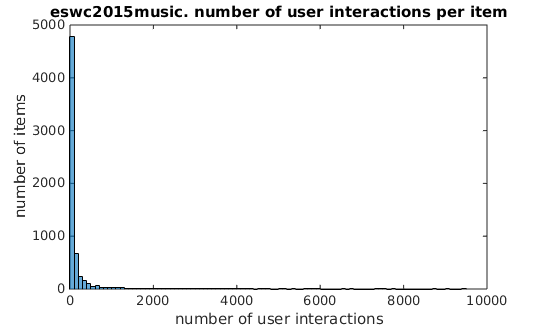 eswc2015music. number of user interactions per item
5000
4000
3000
2000
1000
0
number of items
0 2000 4000 6000 8000 10000
number of user interactions